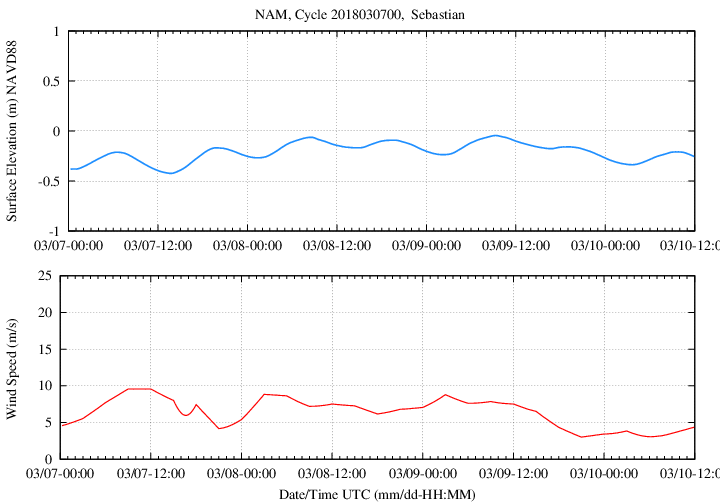 NAM, Cycle 2018030700,  Sebastian
Surface Elevation (m) NAVD88
1
0.5
0
-0.5
-1
03/07-00:00 03/07-12:00 03/08-00:00 03/08-12:00 03/09-00:00 03/09-12:00 03/10-00:00 03/10-12:0
Wind Speed (m/s)
25
20
15
10
5
0
03/07-00:00 03/07-12:00 03/08-00:00 03/08-12:00 03/09-00:00 03/09-12:00 03/10-00:00 03/10-12:0
Date/Time UTC (mm/dd-HH:MM)